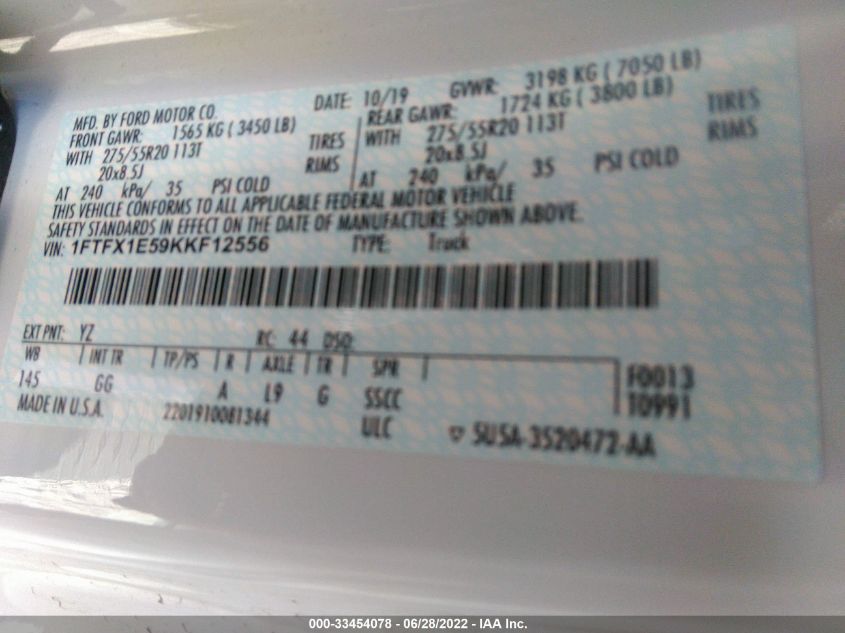 MFD. BY FORD MOTOR CO. DATE: 10/19 GVWR: 3198 KG ( 7050 LB)
FRONT GAWR: 1565 KG ( 3450 LB) REAR GAWR: 1724 KG ( 3800 LB)
WITH 275/55R20 113T TIRES WITH 275/55R20 113T TIRES
20x8.5J RIMS 20x8.5J RIMS
AT 240 kPa/ 35 PSI COLD AT 240 kPa/ 35 PSI COLD
THIS VEHICLE CONFORMS TO ALL APPLICABLE FEDERAL MOTOR VEHICLE
SAFETY STANDARDS IN EFFECT ON THE DATE OF MANUFACTURE SHOWN ABOVE.
VIN: 1FTFX1E59KKF12556 TYPE: Truck
EXT PNT: YZ RC: 44 DSO:
WB INT TR TP/PS R AXLE TR SPR
145 GG A L9 G SSCC F0013
T0991
MADE IN U.S.A. 2201910081344 ULC 5U5A-3520472-AA
000-33454078 - 06/28/2022 - IAA Inc.